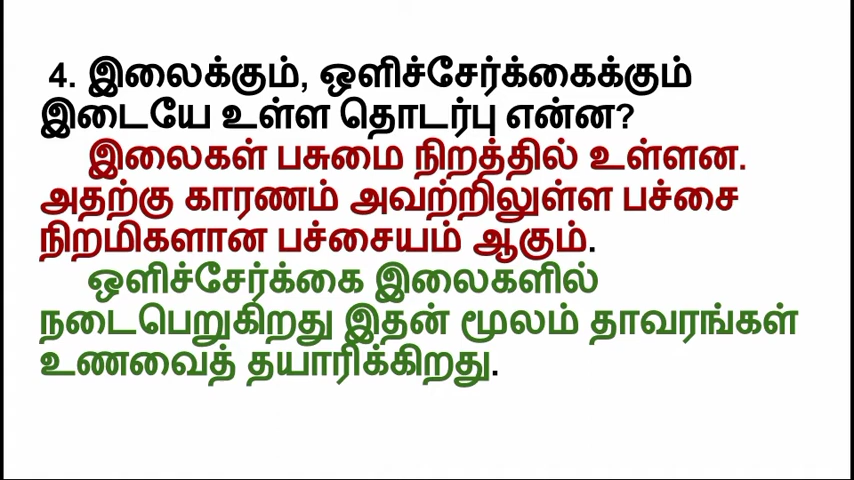 4. இலைக்கும், ஒளிச்சேர்க்கைக்கும்
இடையே உள்ள தொடர்பு என்ன?
இலைகள் பசுமை நிறத்தில் உள்ளன.
அதற்கு காரணம் அவற்றிலுள்ள பச்சை
நிறமிகளான பச்சையம் ஆகும்.
ஒளிச்சேர்க்கை இலைகளில்
நடைபெறுகிறது இதன் மூலம் தாவரங்கள்
உணவைத் தயாரிக்கிறது.